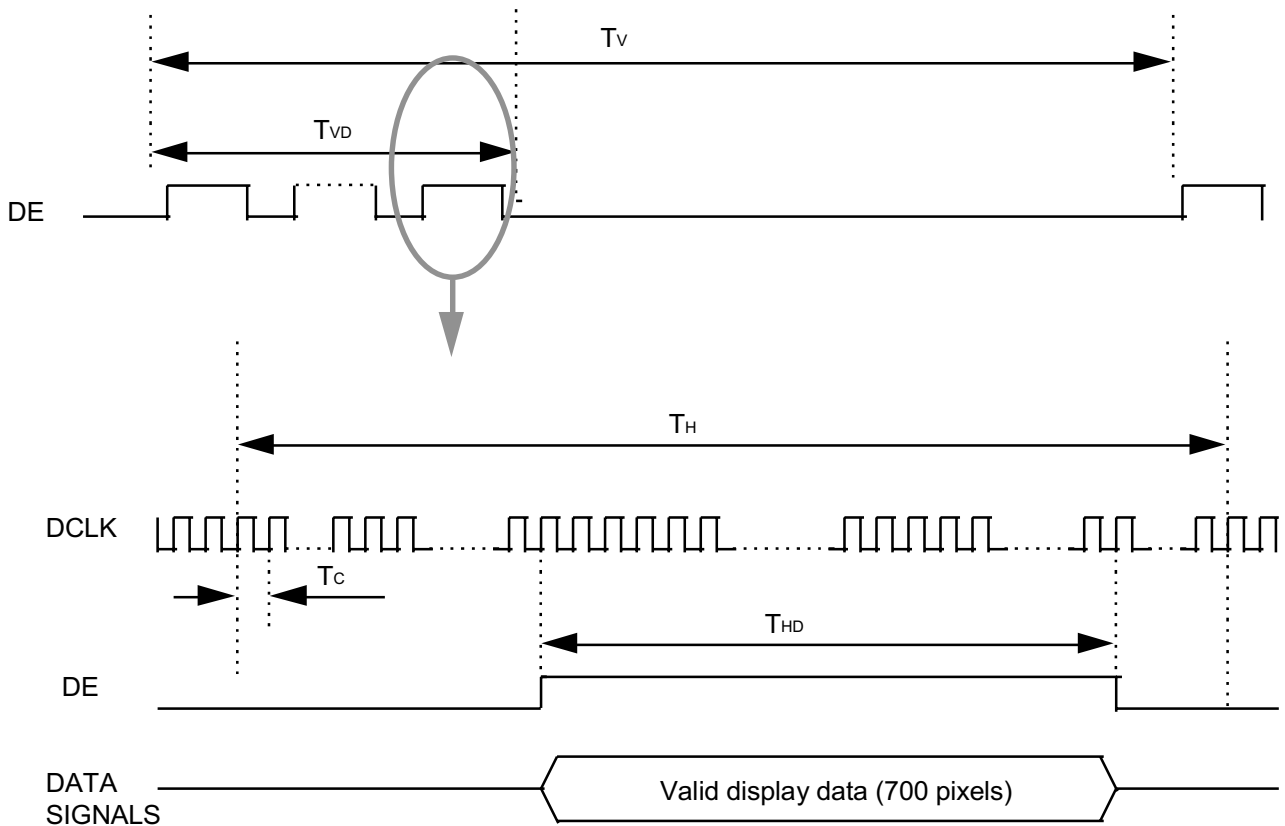 TV
TVD
DE
TH
DCLK
TC
THD
DE
DATA
SIGNALS
Valid display data (700 pixels)